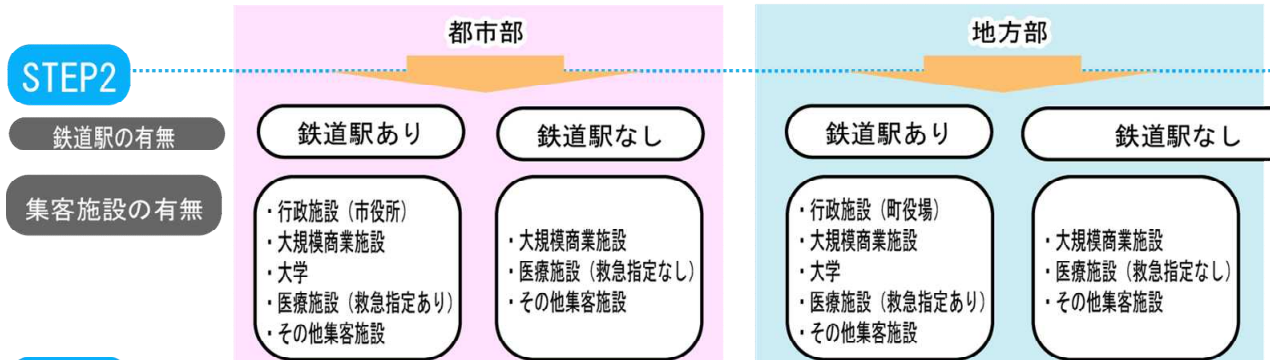 都市部
地方部
STEP2
鉄道駅の有無
鉄道駅あり
鉄道駅なし
鉄道駅あり
鉄道駅なし
集客施設の有無
・行政施設（市役所）
・大規模商業施設
・大学
・医療施設（救急指定あり）
・その他集客施設
・大規模商業施設
・医療施設（救急指定なし）
・その他集客施設
・行政施設（町役場）
・大規模商業施設
・大学
・医療施設（救急指定あり）
・その他集客施設
・大規模商業施設
・医療施設（救急指定なし）
・その他集客施設